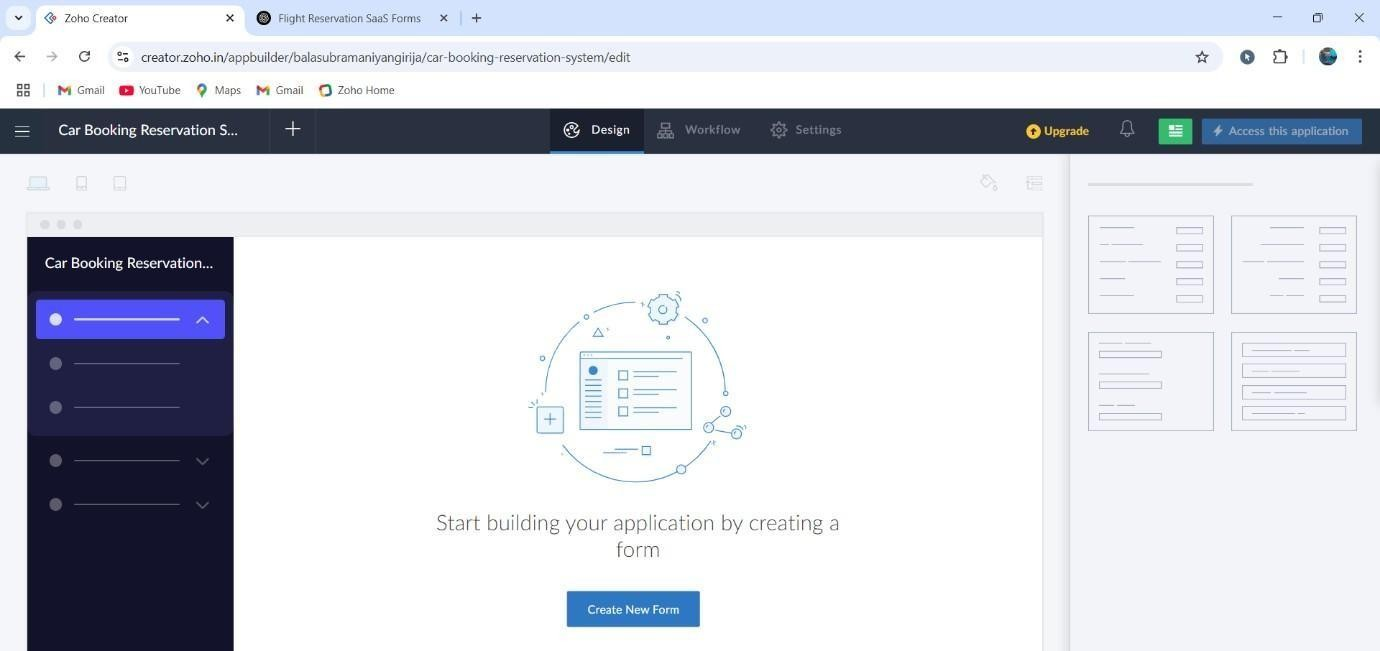 Zoho Creator
Flight Reservation SaaS Forms
creator.zoho.in/appbuilder/balasubramaniyangirija/car-booking-reservation-system/edit
Gmail
YouTube
Maps
Gmail
Zoho Home
Car Booking Reservation S...
Design
Workflow
Settings
Upgrade
Access this application
Car Booking Reservation...
Start building your application by creating a
form
Create New Form